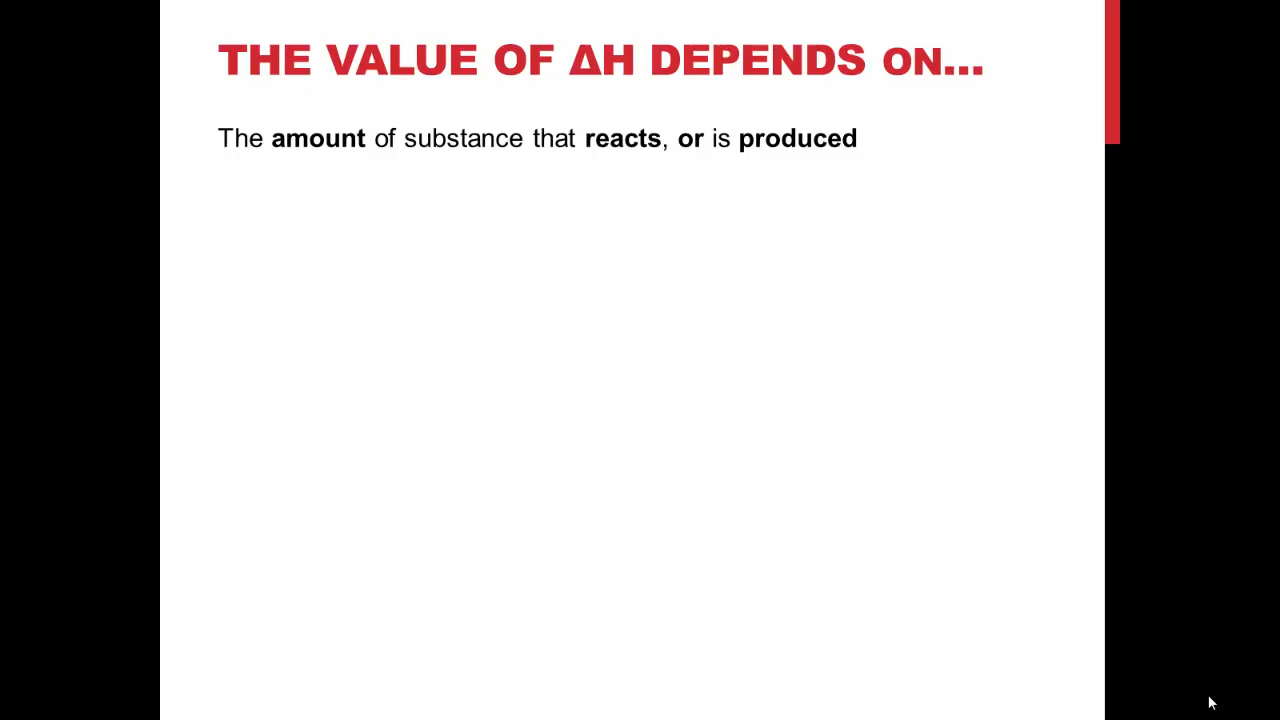 THE VALUE OF ΔH DEPENDS ON…
The amount of substance that reacts, or is produced